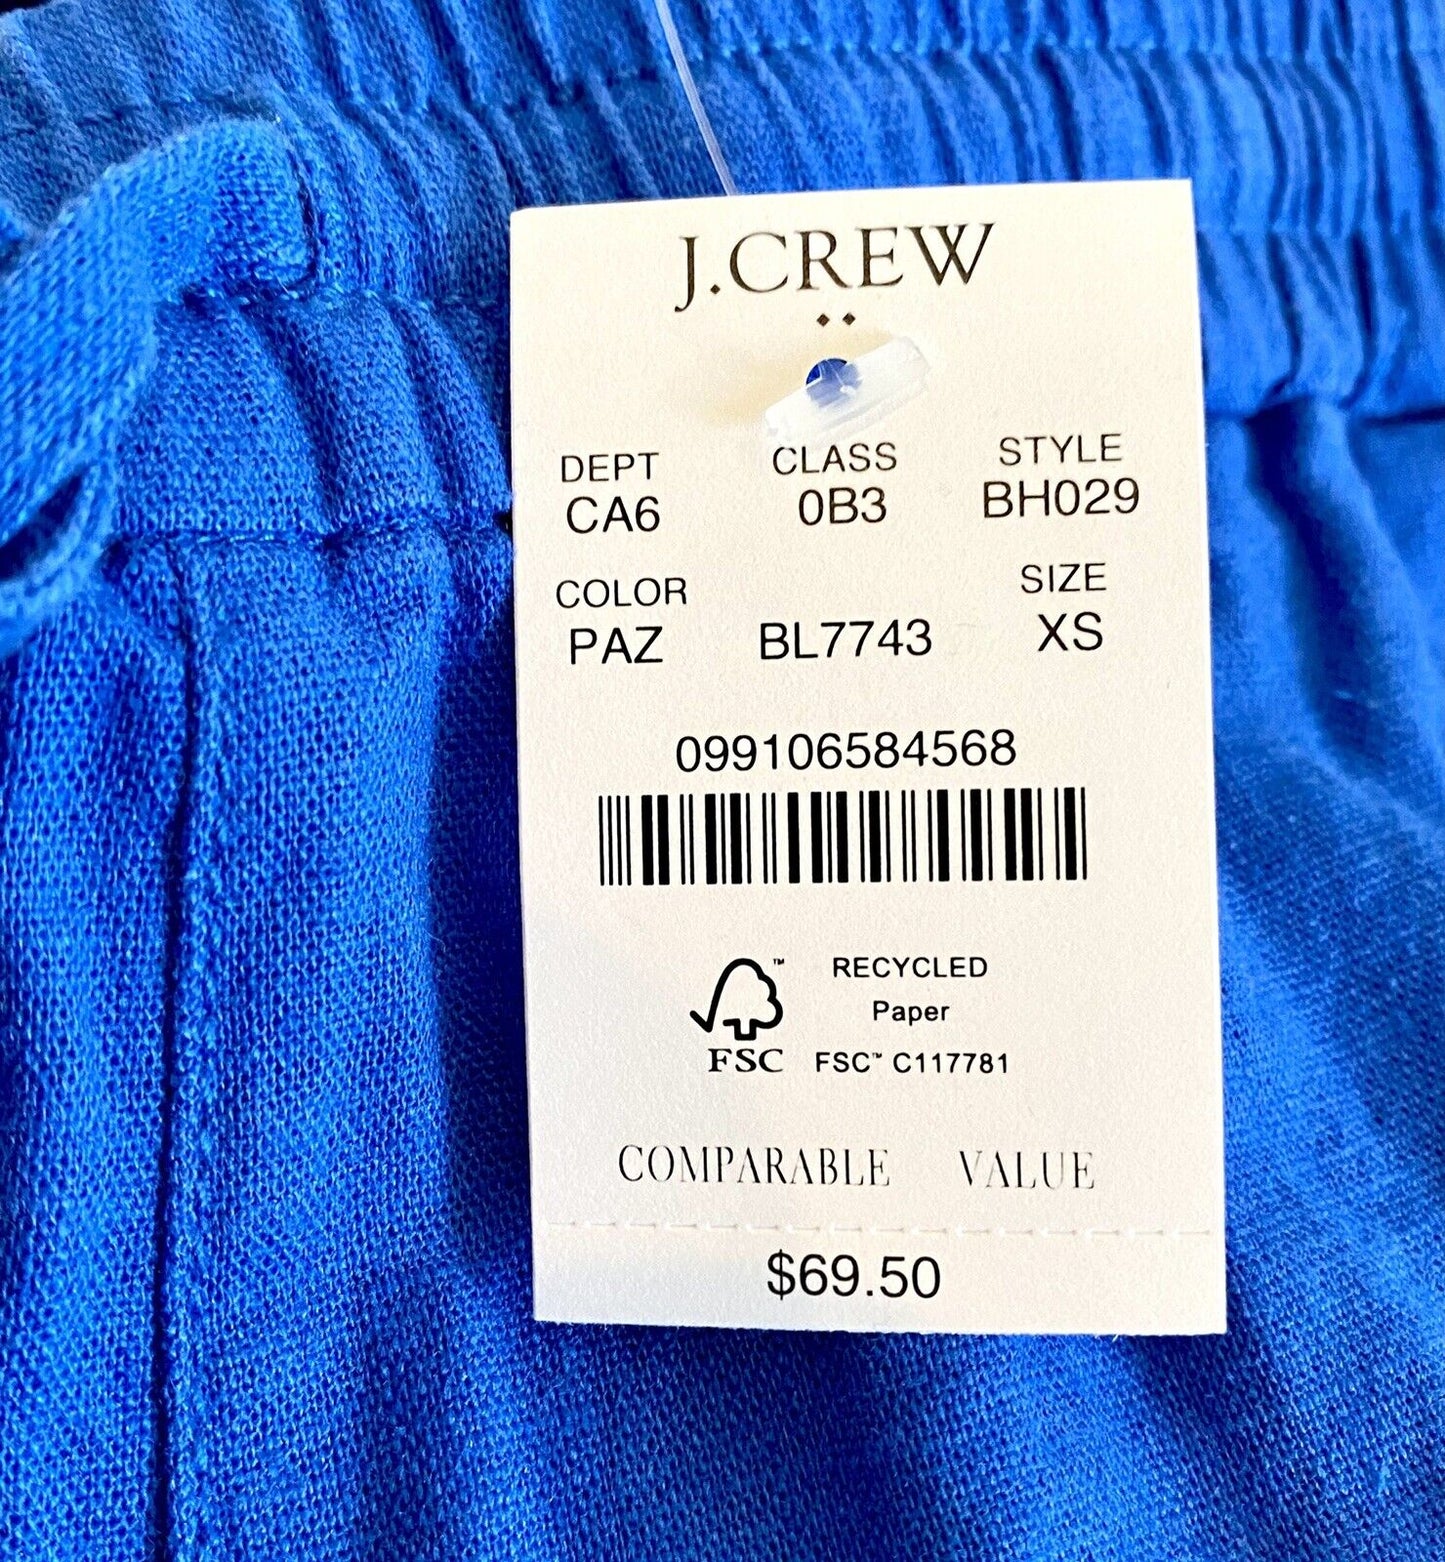 J.CREW
DEPT CLASS STYLE
CA6 0B3 BH029
COLOR SIZE
PAZ BL7743 XS
099106584568
RECYCLED
Paper
FSC FSC™ C117781
COMPARABLE VALUE
$69.50